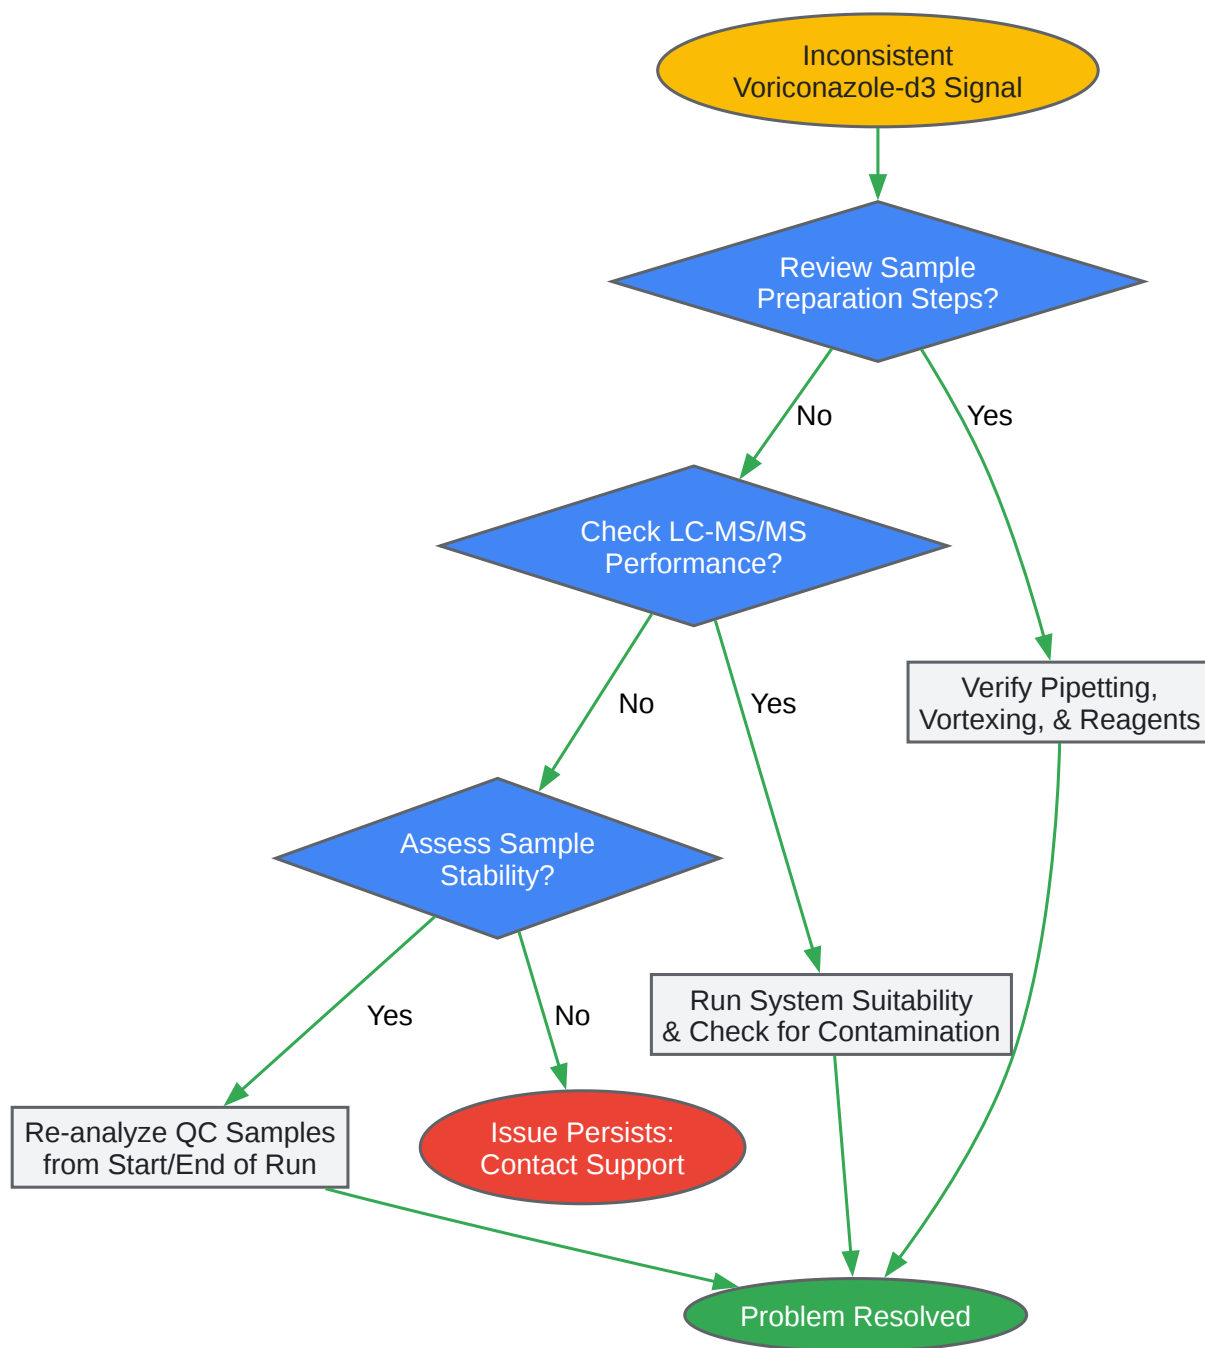 Inconsistent
Voriconazole-d3 Signal
Review Sample
Preparation Steps?
No
Yes
Check LC-MS/MS
Performance?
No
Yes
Verify Pipetting,
Vortexing, & Reagents
Assess Sample
Stability?
Yes
No
Run System Suitability
& Check for Contamination
Re-analyze QC Samples
from Start/End of Run
Issue Persists:
Contact Support
Problem Resolved